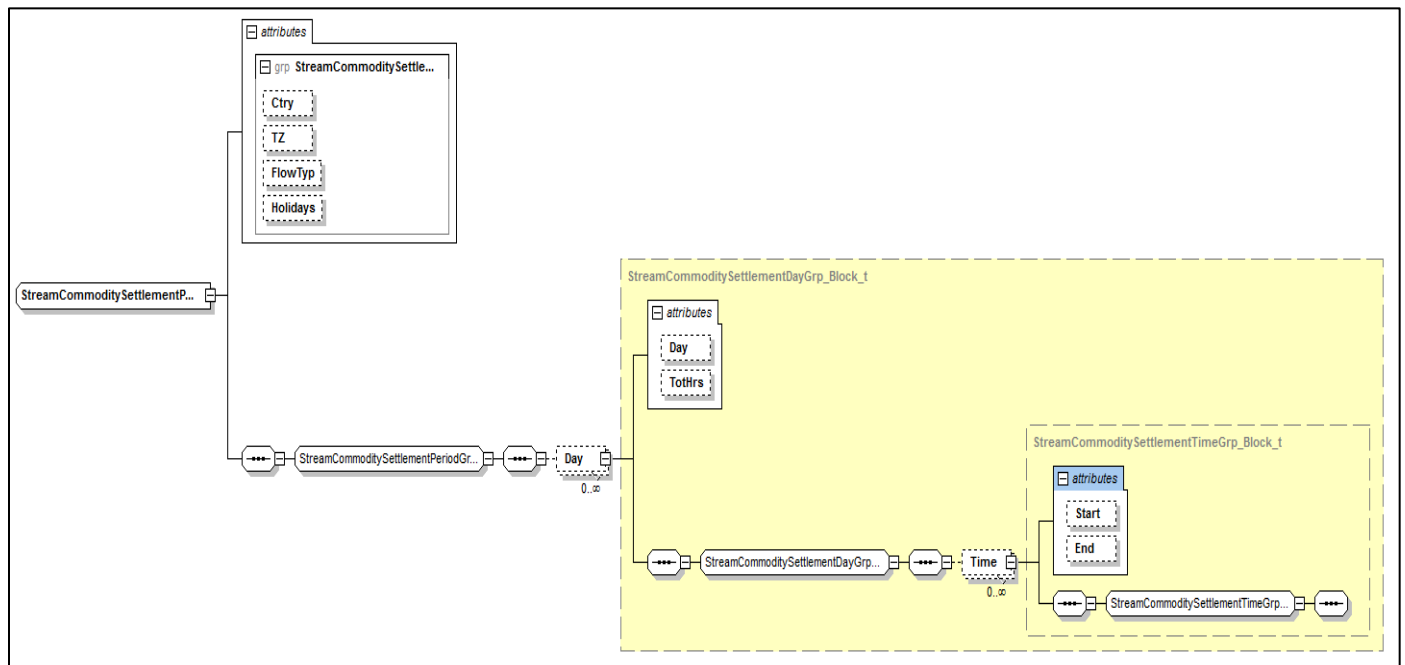 attributes
grp StreamCommoditySettle...
Ctry
TZ
FlowTyp
Holidays
StreamCommoditySettlementP...
StreamCommoditySettlementPeriodGr...
Day
0..∞
StreamCommoditySettlementDayGrp_Block_t
attributes
Day
TotHrs
StreamCommoditySettlementDayGrp...
Time
0..∞
StreamCommoditySettlementTimeGrp_Block_t
attributes
Start
End
StreamCommoditySettlementTimeGrp...